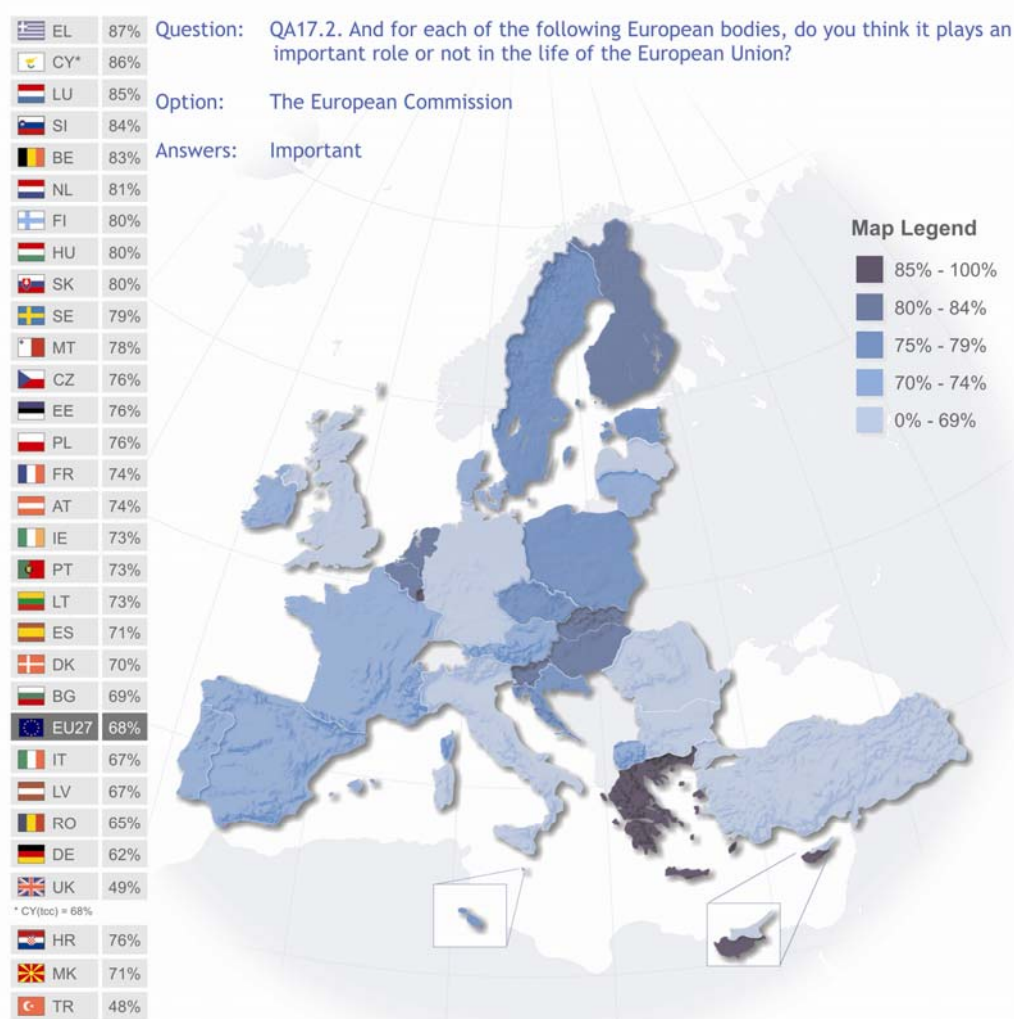 EL 87%
CY* 86%
LU 85%
SI 84%
BE 83%
NL 81%
FI 80%
HU 80%
SK 80%
SE 79%
MT 78%
CZ 76%
EE 76%
PL 76%
FR 74%
AT 74%
IE 73%
PT 73%
LT 73%
ES 71%
DK 70%
BG 69%
EU27 68%
IT 67%
LV 67%
RO 65%
DE 62%
UK 49%
* CY(tcc) = 68%
HR 76%
MK 71%
TR 48%
Question: QA17.2. And for each of the following European bodies, do you think it plays an
important role or not in the life of the European Union?
Option: The European Commission
Answers: Important
Map Legend
85% - 100%
80% - 84%
75% - 79%
70% - 74%
0% - 69%